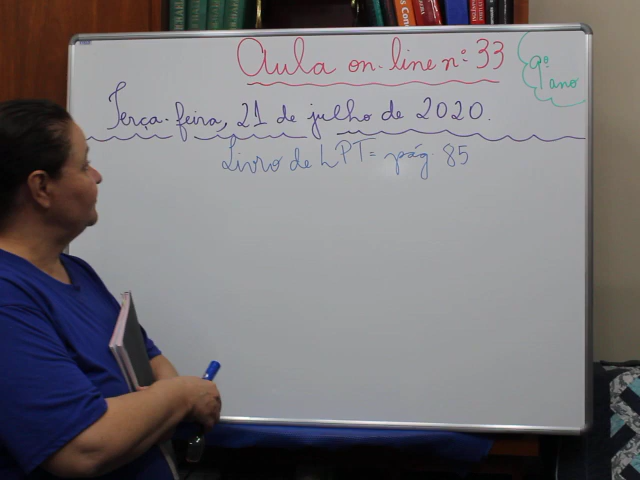 Aula on-line nº: 33
9º ano
Terça-feira, 21 de julho de 2020.
Livro de LPT = pág 85